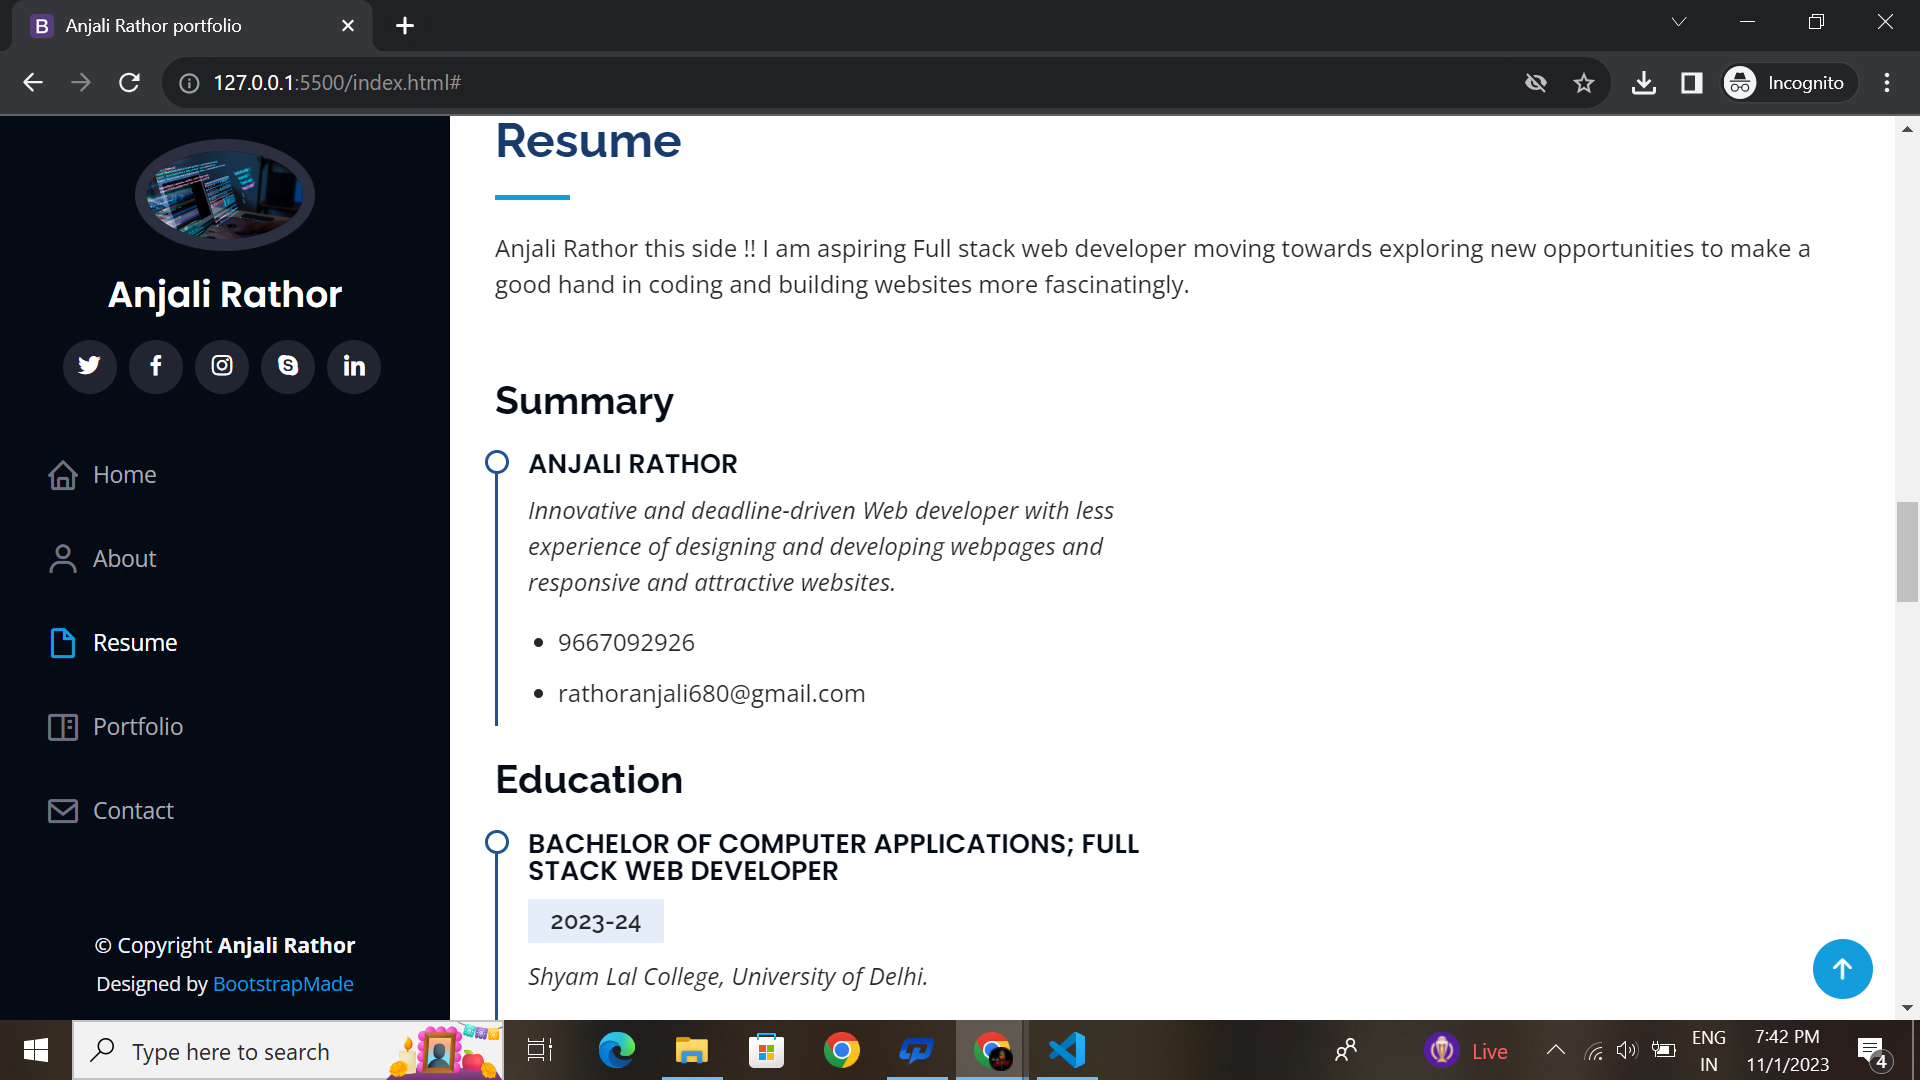 Anjali Rathor portfolio
127.0.0.1:5500/index.html#
Incognito
Anjali Rathor
Home
About
Resume
Portfolio
Contact
© Copyright Anjali Rathor
Designed by BootstrapMade
Resume
Anjali Rathor this side !! I am aspiring Full stack web developer moving towards exploring new opportunities to make a
good hand in coding and building websites more fascinatingly.
Summary
ANJALI RATHOR
Innovative and deadline-driven Web developer with less
experience of designing and developing webpages and
responsive and attractive websites.
• 9667092926
• rathoranjali680@gmail.com
Education
BACHELOR OF COMPUTER APPLICATIONS; FULL
STACK WEB DEVELOPER
2023-24
Shyam Lal College, University of Delhi.
Type here to search
Live
ENG
IN
7:42 PM
11/1/2023
4